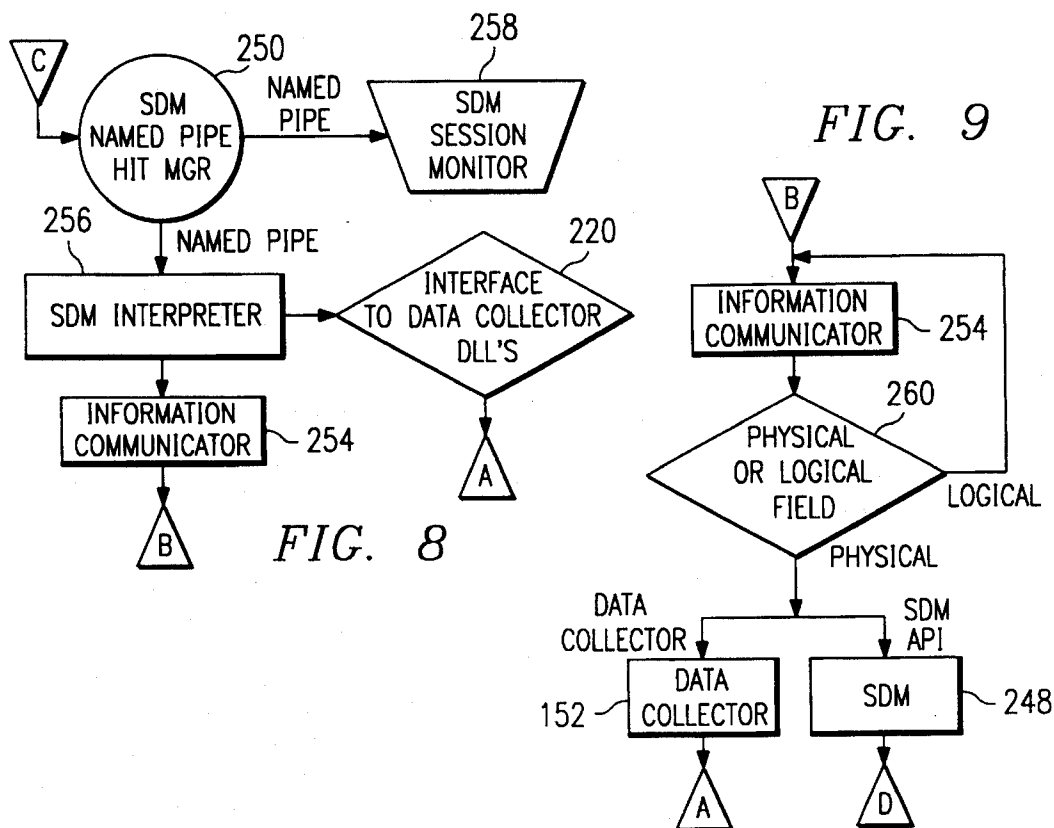 C
250
SDM
NAMED PIPE
HIT MGR
NAMED
PIPE
258
SDM
SESSION
MONITOR
256
NAMED PIPE
SDM INTERPRETER
220
INTERFACE
TO DATA COLLECTOR
DLL'S
INFORMATION
COMMUNICATOR
254
B
A
FIG. 8
FIG. 9
B
INFORMATION
COMMUNICATOR
254
260
PHYSICAL
OR LOGICAL
FIELD
LOGICAL
PHYSICAL
DATA
COLLECTOR
SDM
API
152
DATA
COLLECTOR
SDM
248
A
D